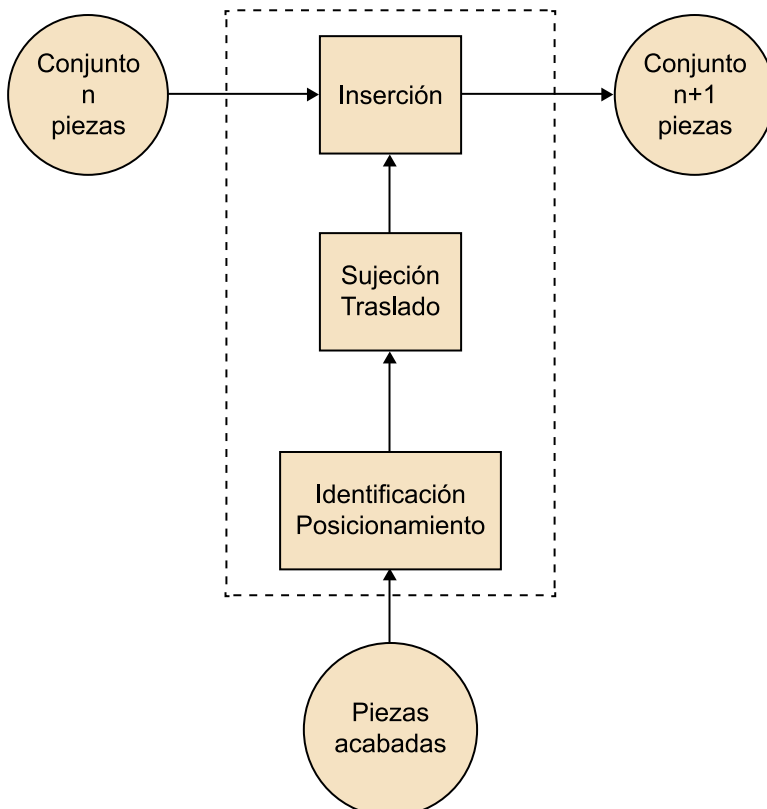 Conjunto
n
piezas
Inserción
Conjunto
n+1
piezas
Sujeción
Traslado
Identificación
Posicionamiento
Piezas
acabadas